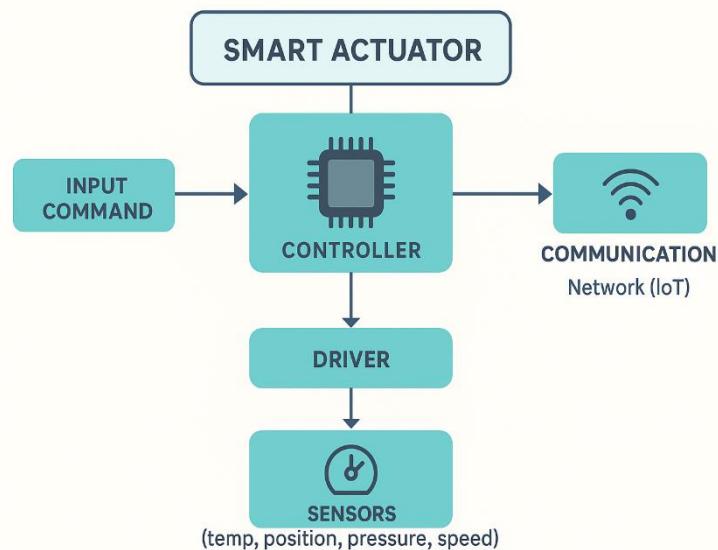 SMART ACTUATOR
INPUT
COMMAND
CONTROLLER
COMMUNICATION
Network (IoT)
DRIVER
SENSORS
(temp, position, pressure, speed)